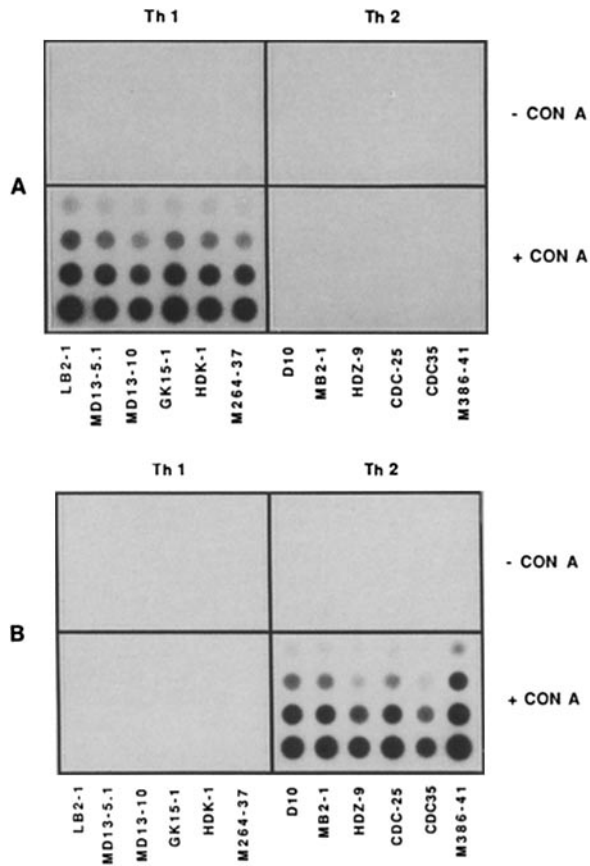 Th 1 Th 2
- CON A
A
+ CON A
LB2-1 MD13-5.1 MD13-10 GK15-1 HDK-1 M264-37 D10 MB2-1 HDZ-9 CDC-25 CDC35 M386-41
Th 1 Th 2
- CON A
B
+ CON A
LB2-1 MD13-5.1 MD13-10 GK15-1 HDK-1 M264-37 D10 MB2-1 HDZ-9 CDC-25 CDC35 M386-41